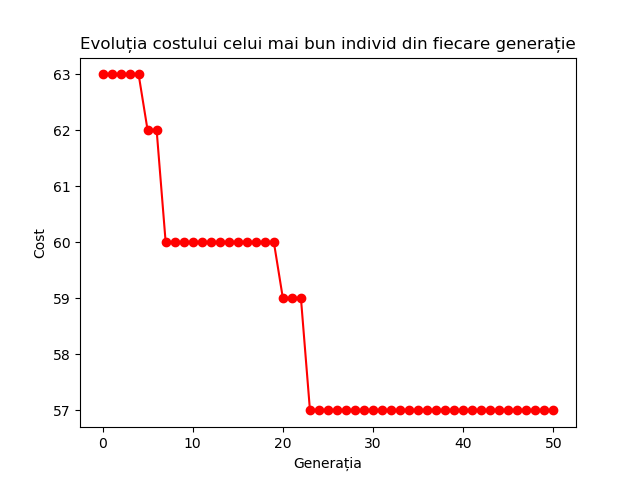 Evoluția costului celui mai bun individ din fiecare generație
63
62
61
60
59
58
57
Cost
0 10 20 30 40 50
Generația